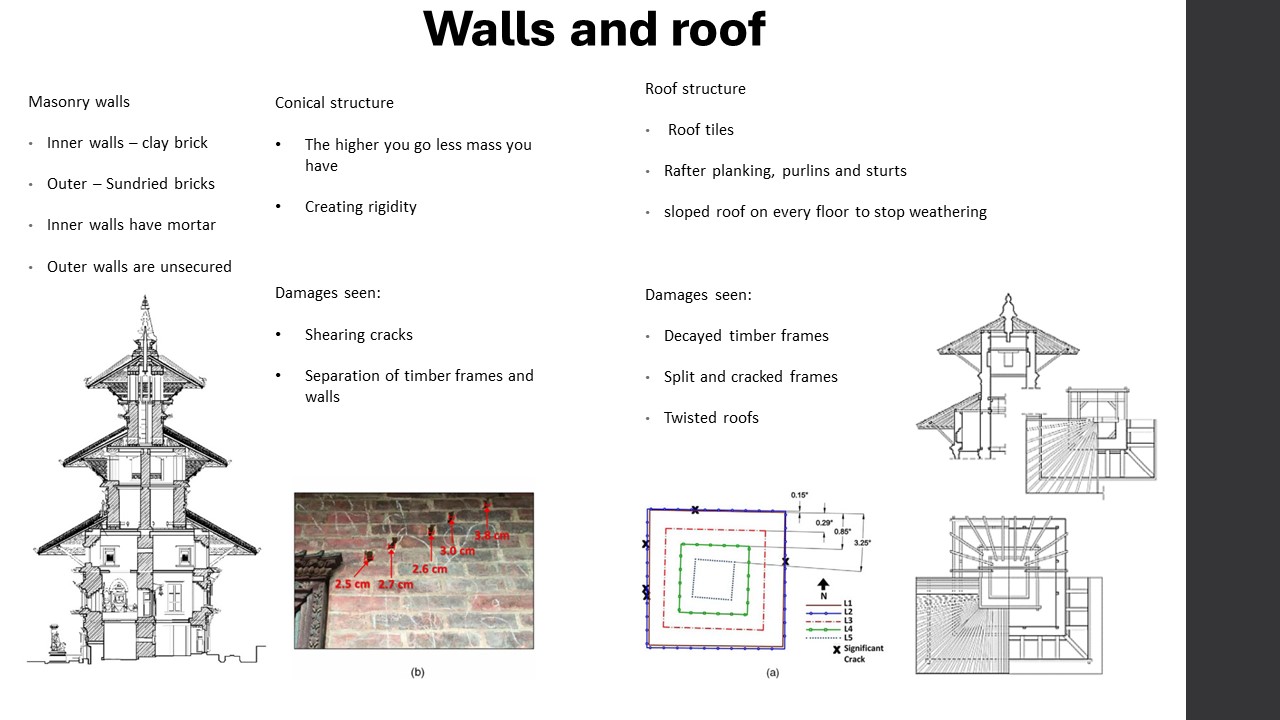 Walls and roof
Masonry walls
• Inner walls – clay brick
• Outer – Sundried bricks
• Inner walls have mortar
• Outer walls are unsecured
Conical structure
• The higher you go less mass you
have
• Creating rigidity
Damages seen:
• Shearing cracks
• Separation of timber frames and
walls
Roof structure
• Roof tiles
• Rafter planking, purlins and sturts
• sloped roof on every floor to stop weathering
Damages seen:
• Decayed timber frames
• Split and cracked frames
• Twisted roofs
3.8 cm
3.0 cm
2.6 cm
2.5 cm 2.7 cm
(b)
0.15°
0.29°
0.85°
3.25°
N
L1
L2
L3
L4
L5
Significant
Crack
(a)